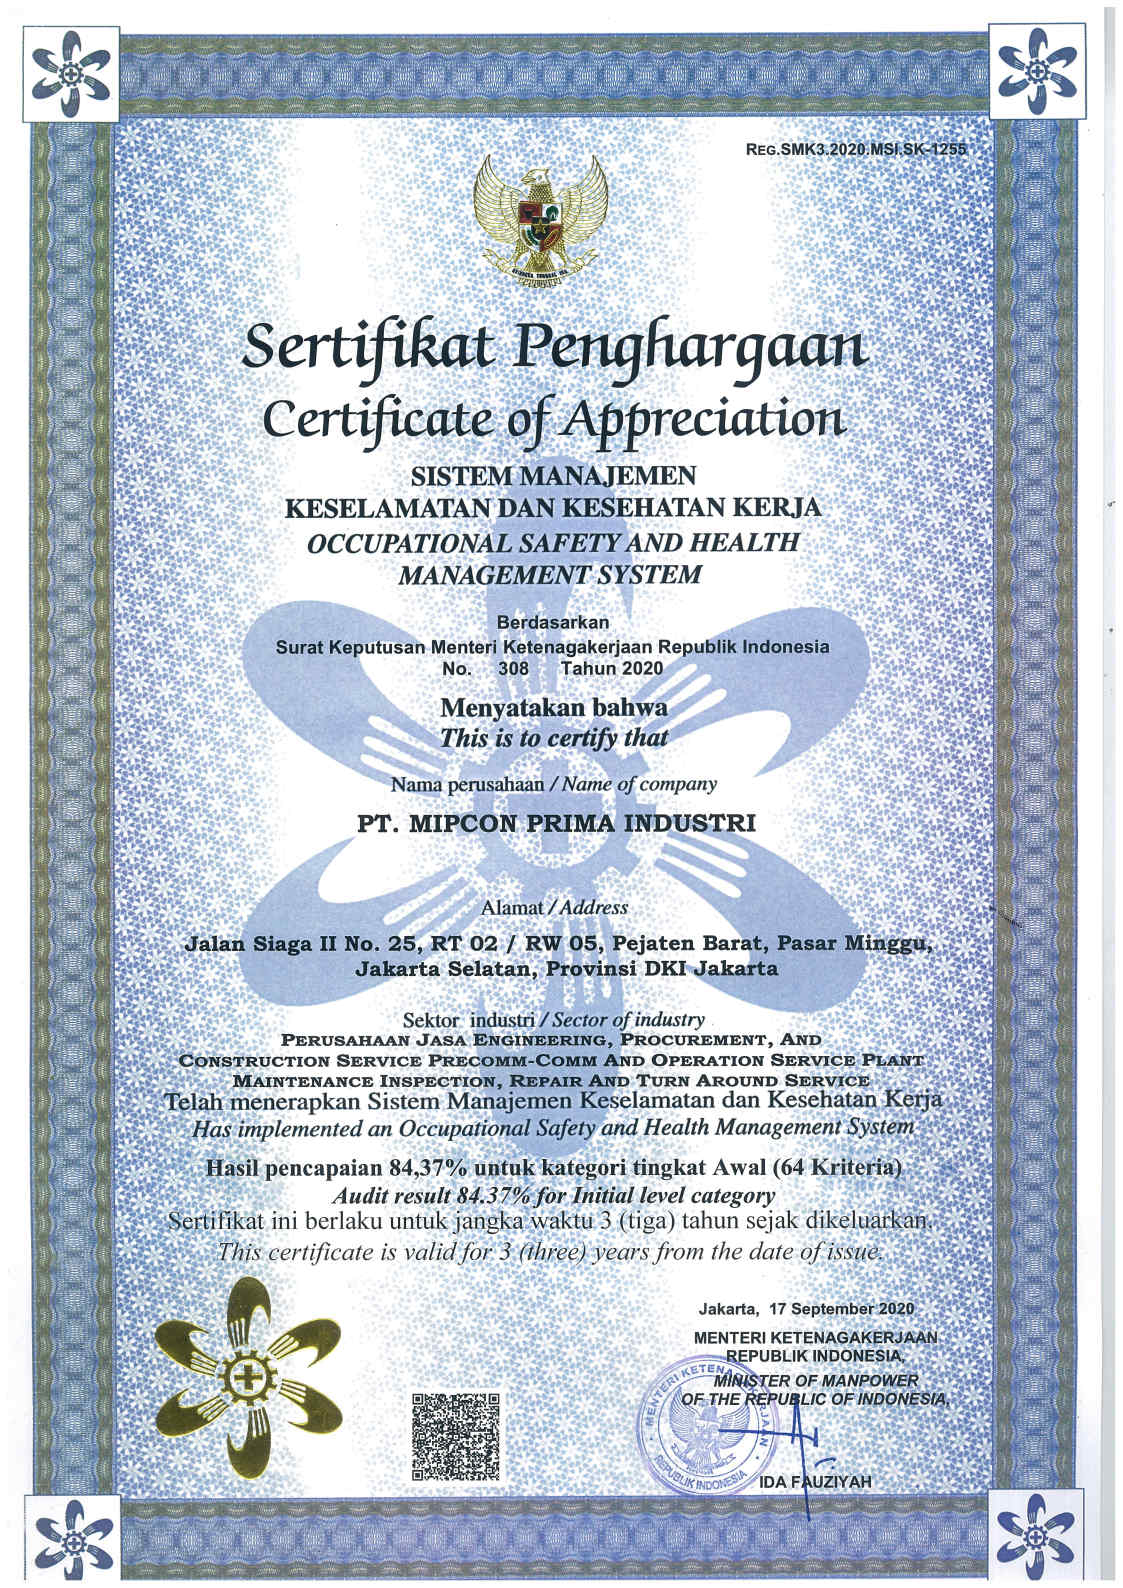 REG.SMK3.2020.MSI.SK-1255
BHINNEKA TUNGGAL IKA
Sertifikat Penghargaan
Certificate of Appreciation
SISTEM MANAJEMEN
KESELAMATAN DAN KESEHATAN KERJA
OCCUPATIONAL SAFETY AND HEALTH
MANAGEMENT SYSTEM
Berdasarkan
Surat Keputusan Menteri Ketenagakerjaan Republik Indonesia
No. 308 Tahun 2020
Menyatakan bahwa
This is to certify that
Nama perusahaan / Name of company
PT. MIPCON PRIMA INDUSTRI
Alamat / Address
Jalan Siaga II No. 25, RT 02 / RW 05, Pejaten Barat, Pasar Minggu,
Jakarta Selatan, Provinsi DKI Jakarta
Sektor industri / Sector of industry
PERUSAHAAN JASA ENGINEERING, PROCUREMENT, AND
CONSTRUCTION SERVICE PRECOMM-COMM AND OPERATION SERVICE PLANT
MAINTENANCE INSPECTION, REPAIR AND TURN AROUND SERVICE
Telah menerapkan Sistem Manajemen Keselamatan dan Kesehatan Kerja
Has implemented an Occupational Safety and Health Management System
Hasil pencapaian 84,37% untuk kategori tingkat Awal (64 Kriteria)
Audit result 84.37% for Initial level category
Sertifikat ini berlaku untuk jangka waktu 3 (tiga) tahun sejak dikeluarkan.
This certificate is valid for 3 (three) years from the date of issue.
Jakarta, 17 September 2020
MENTERI KETENAGAKERJAAN
REPUBLIK INDONESIA,
MINISTER OF MANPOWER
OF THE REPUBLIC OF INDONESIA,
MENTERI KETENAGAKERJAAN
REPUBLIK INDONESIA
IDA FAUZIYAH